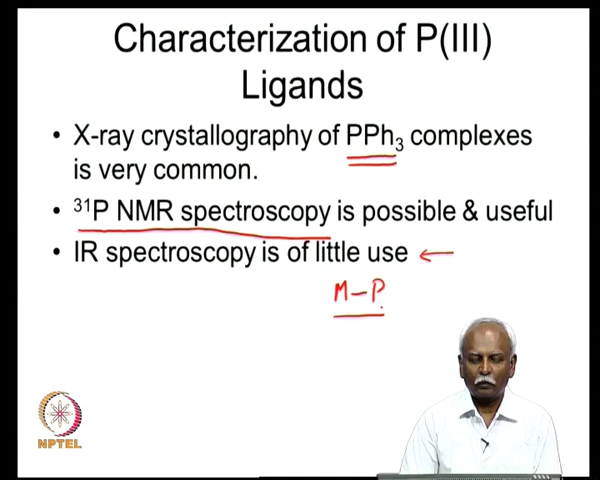 Characterization of P(III)
Ligands
• X-ray crystallography of PPh₃ complexes
is very common.
• ³¹P NMR spectroscopy is possible & useful
• IR spectroscopy is of little use ←
M–P
NPTEL